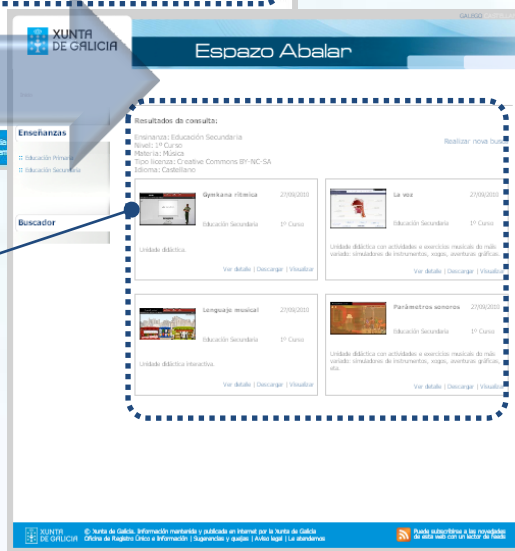 GALEGO
XUNTA
DE GALICIA
Espazo Abalar
Enseñanzas
Educación Primaria
Educación Secundaria
Buscador
Resultados da consulta:
Ensinanza: Educación Secundaria
Nivel: 1º Curso
Materia: Música
Tipo licenza: Creative Commons BY-NC-SA
Idioma: Castellano
Realizar nova busc
Gymkana rítmica 27/09/2010
Educación Secundaria 1º Curso
Unidade didáctica.
Ver detalle | Descargar | Visualizar
La voz 27/09/2010
Educación Secundaria 1º Curso
Unidade didáctica con actividades e exercicios musicais do máis
variado: simuladores de instrumentos, xogos, aventuras gráficas,
Ver detalle | Descargar | Visualizar
Lenguaje musical 27/09/2010
Educación Secundaria 1º Curso
Unidade didáctica interactiva.
Ver detalle | Descargar | Visualizar
Parámetros sonoros 27/09/2010
Educación Secundaria 1º Curso
Unidade didáctica con actividades e exercicios musicais do máis
variado: simuladores de instrumentos, xogos, aventuras gráficas,
etc.
Ver detalle | Descargar | Visualizar
XUNTA
DE GALICIA
© Xunta de Galicia. Información mantenida y publicada en internet por la Xunta de Galicia
Oficina de Registro Único e Información | Sugerencias y quejas | Aviso legal | La atendemos
Puede subscribirse a las novedades
de esta web con un lector de feeds